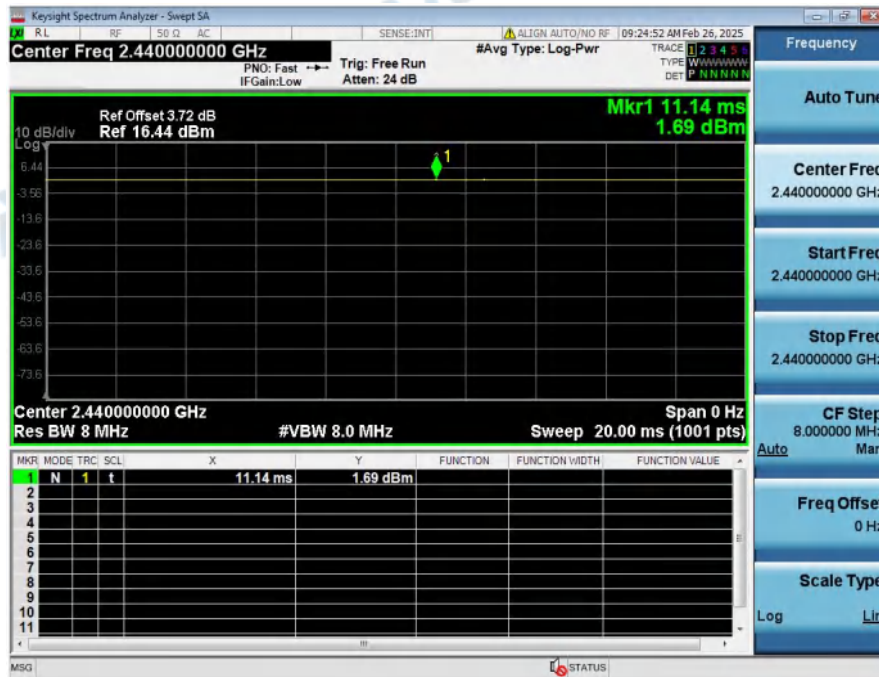 Keysight Spectrum Analyzer - Swept SA
LXI RL RF 50 Ω AC SENSE:INT ALIGN AUTO/NO RF 09:24:52 AM Feb 26, 2025
Center Freq 2.440000000 GHz #Avg Type: Log-Pwr TRACE 1 2 3 4 5 6
PNO: Fast Trig: Free Run TYPE WWWWWW
IFGain:Low Atten: 24 dB DET P N N N N N
Ref Offset 3.72 dB Mkr1 11.14 ms
10 dB/div Ref 16.44 dBm 1.69 dBm
Log
1
6.44
-3.56
-13.6
-23.6
-33.6
-43.6
-53.6
-63.6
-73.6
Center 2.440000000 GHz Span 0 Hz
Res BW 8 MHz #VBW 8.0 MHz Sweep 20.00 ms (1001 pts)
MKR MODE TRC SCL X Y FUNCTION FUNCTION WIDTH FUNCTION VALUE
1 N 1 t 11.14 ms 1.69 dBm
2
3
4
5
6
7
8
9
10
11
MSG STATUS
Frequency
Auto Tune
Center Freq
2.440000000 GHz
Start Freq
2.440000000 GHz
Stop Freq
2.440000000 GHz
CF Step
8.000000 MHz
Auto Man
Freq Offset
0 Hz
Scale Type
Log Lin